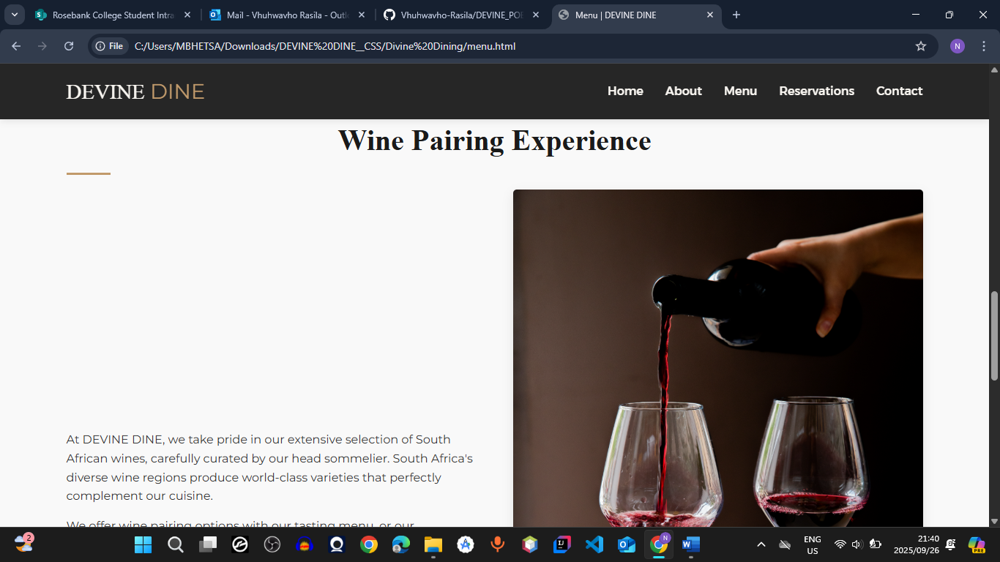 Rosebank College Student Intra
Mail - Vhuhwavho Rasila - Outl
Vhuhwavho-Rasila/DEVINE_POE
Menu | DEVINE DINE
File
C:/Users/MBHETSA/Downloads/DEVINE%20DINE__CSS/Divine%20Dining/menu.html
N
DEVINE DINE
Home About Menu Reservations Contact
Wine Pairing Experience
At DEVINE DINE, we take pride in our extensive selection of South
African wines, carefully curated by our head sommelier. South Africa's
diverse wine regions produce world-class varieties that perfectly
complement our cuisine.
We offer wine pairing options with our tasting menu, or our
2
N
ENG
US
21:40
2025/09/26
PRE